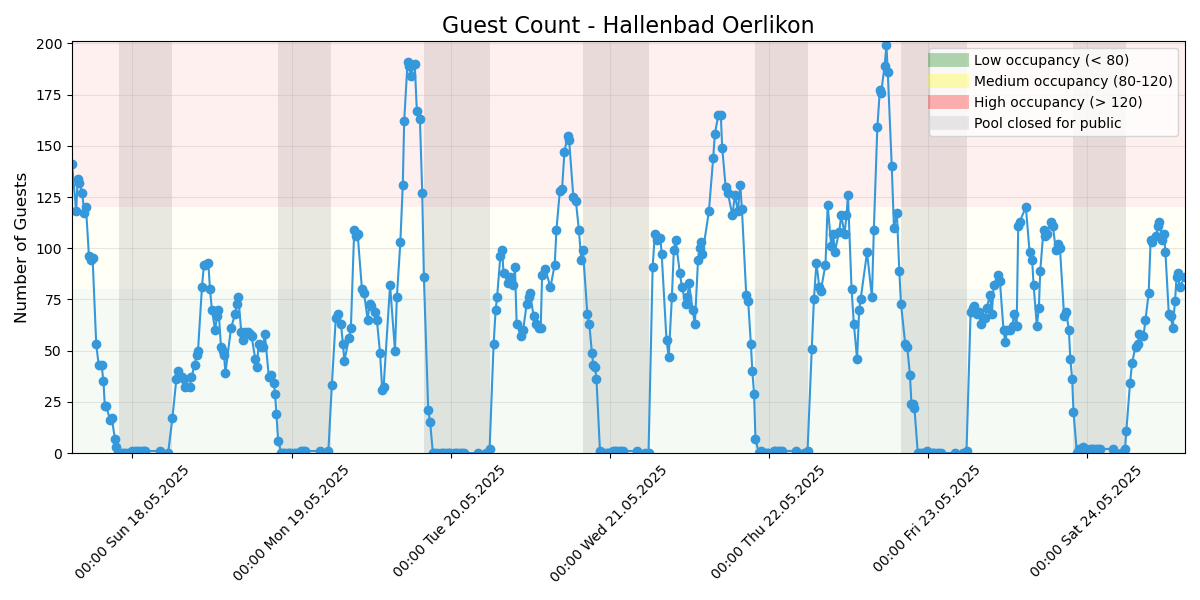 Guest Count - Hallenbad Oerlikon
Number of Guests
200
175
150
125
100
75
50
25
0
Low occupancy (< 80)
Medium occupancy (80-120)
High occupancy (> 120)
Pool closed for public
00:00 Sun 18.05.2025
00:00 Mon 19.05.2025
00:00 Tue 20.05.2025
00:00 Wed 21.05.2025
00:00 Thu 22.05.2025
00:00 Fri 23.05.2025
00:00 Sat 24.05.2025